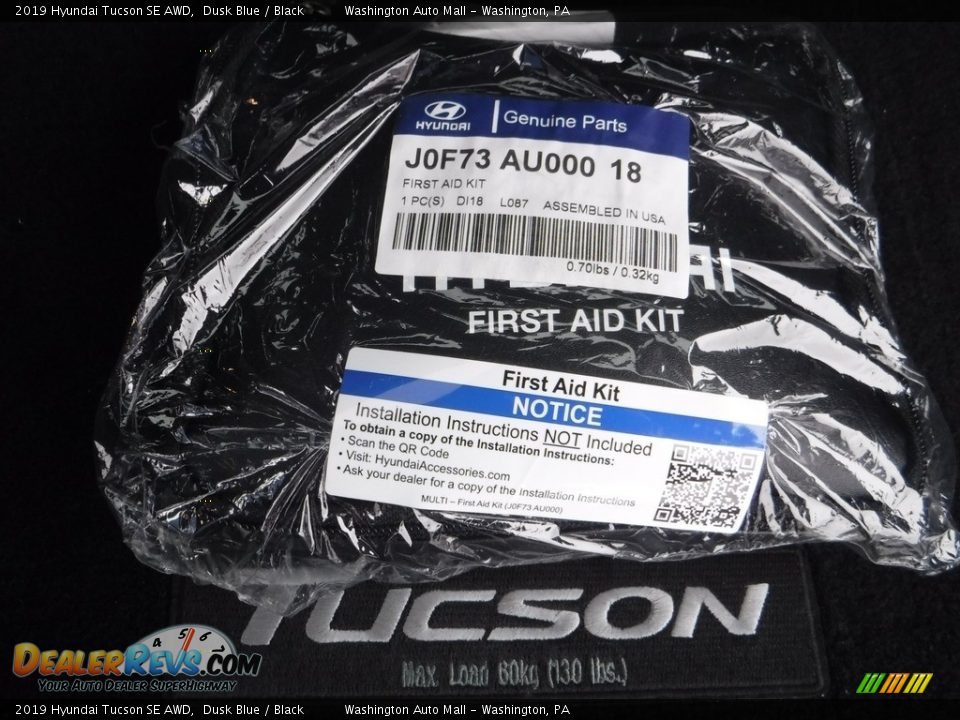 2019 Hyundai Tucson SE AWD, Dusk Blue / Black Washington Auto Mall - Washington, PA
HYUNDAI Genuine Parts
J0F73 AU000 18
FIRST AID KIT
1 PC(S) DI18 L087 ASSEMBLED IN USA
0.70lbs / 0.32kg
FIRST AID KIT
First Aid Kit
NOTICE
Installation Instructions NOT Included
To obtain a copy of the Installation Instructions:
• Scan the QR Code
• Visit: HyundaiAccessories.com
• Ask your dealer for a copy of the Installation Instructions
MULTI – First Aid Kit (J0F73 AU000)
TUCSON
Max. Load 60kg (130 lbs.)
4 5 6
DEALERREVS.COM
YOUR AUTO DEALER SUPERHIGHWAY
2019 Hyundai Tucson SE AWD, Dusk Blue / Black Washington Auto Mall - Washington, PA